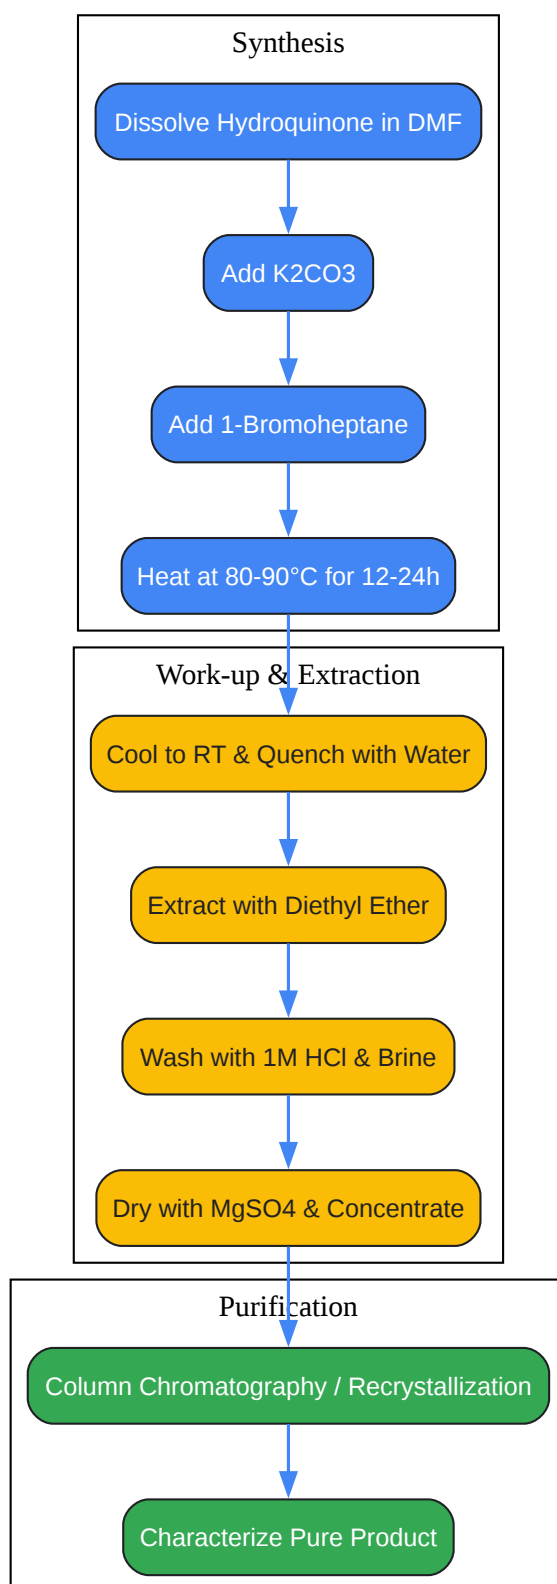 Synthesis
Dissolve Hydroquinone in DMF
Add K2CO3
Add 1-Bromoheptane
Heat at 80-90°C for 12-24h
Work-up & Extraction
Cool to RT & Quench with Water
Extract with Diethyl Ether
Wash with 1M HCl & Brine
Dry with MgSO4 & Concentrate
Purification
Column Chromatography / Recrystallization
Characterize Pure Product